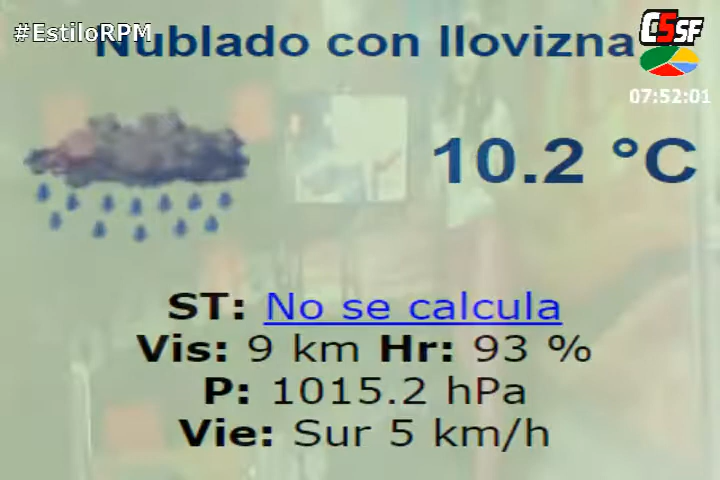 #EstiloRPM
Nublado con llovizna
C5SF
07:52:01
10.2 °C
ST: No se calcula
Vis: 9 km Hr: 93 %
P: 1015.2 hPa
Vie: Sur 5 km/h